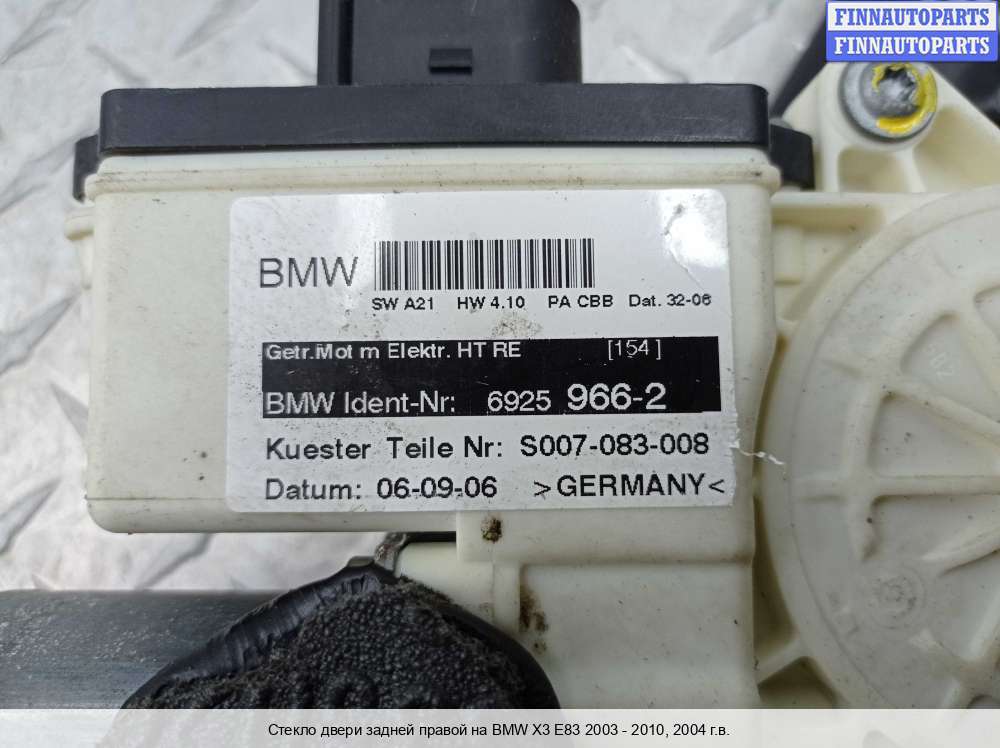 FINNAUTOPARTS
FINNAUTOPARTS
BMW
SW A21 HW 4.10 PA CBB Dat. 32-06
Getr.Mot m Elektr. HT RE [154]
BMW Ident-Nr: 6925 966-2
Kuester Teile Nr: S007-083-008
Datum: 06-09-06 >GERMANY<
Стекло двери задней правой на BMW X3 E83 2003 - 2010, 2004 г.в.